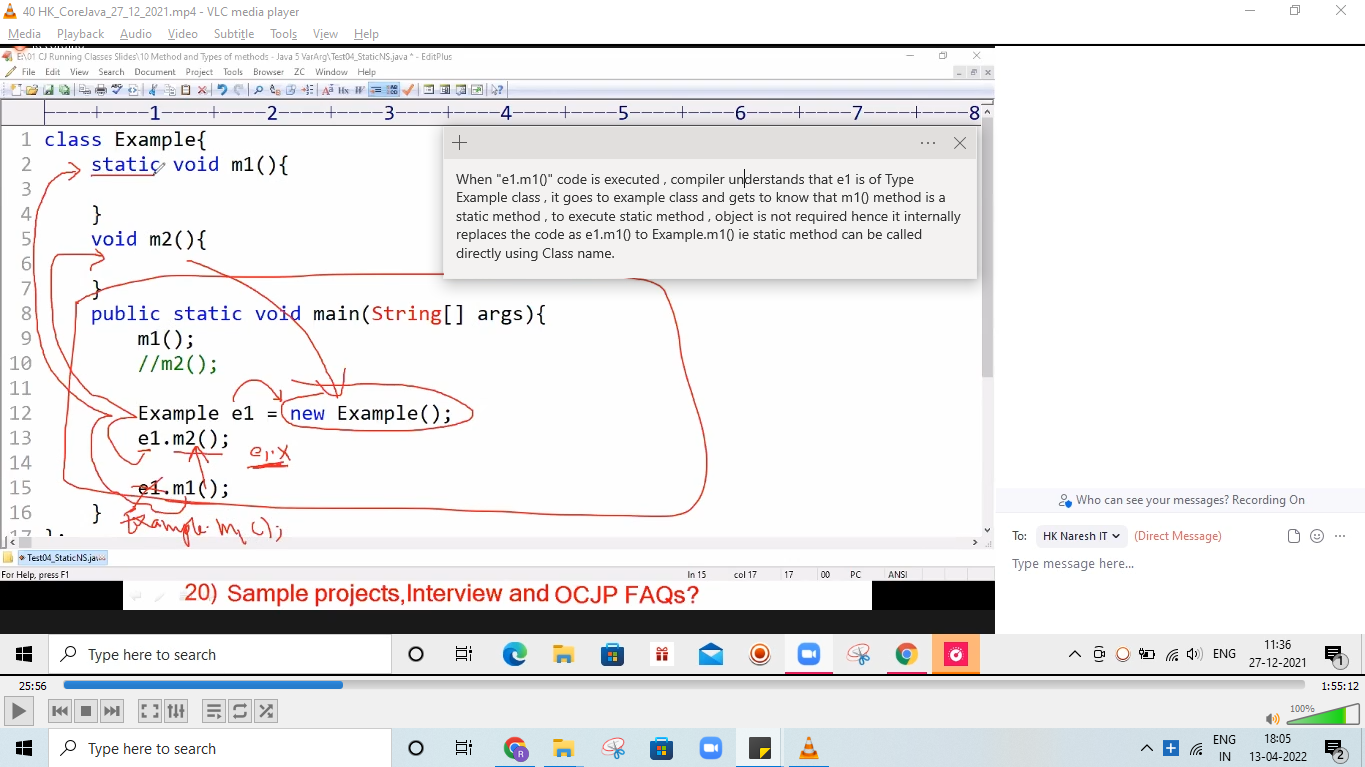 40 HK_CoreJava_27_12_2021.mp4 - VLC media player
Media Playback Audio Video Subtitle Tools View Help
E:\01 CJ Running Classes Slides\10 Method and Types of methods - Java 5 VarArg\Test04_StaticNS.java * - EditPlus
File Edit View Search Document Project Tools Browser ZC Window Help
1 2 3 4 5 6 7 8
1 class Example{
2 static void m1(){
3
4 }
5 void m2(){
6
7 }
8 public static void main(String[] args){
9 m1();
10 //m2();
11
12 Example e1 = new Example();
13 e1.m2();
e1.x
14
15 e1.m1();
16 }
Example.m1();
17 };
When "e1.m1()" code is executed , compiler understands that e1 is of Type
Example class , it goes to example class and gets to know that m1() method is a
static method , to execute static method , object is not required hence it internally
replaces the code as e1.m1() to Example.m1() ie static method can be called
directly using Class name.
Test04_StaticNS.java
For Help, press F1 ln 15 col 17 17 00 PC ANSI
20) Sample projects,Interview and OCJP FAQs?
Who can see your messages? Recording On
To: HK Naresh IT (Direct Message)
Type message here...
Type here to search
ENG
11:36
27-12-2021
1
25:56 1:55:12
100%
Type here to search
ENG
IN
18:05
13-04-2022
2